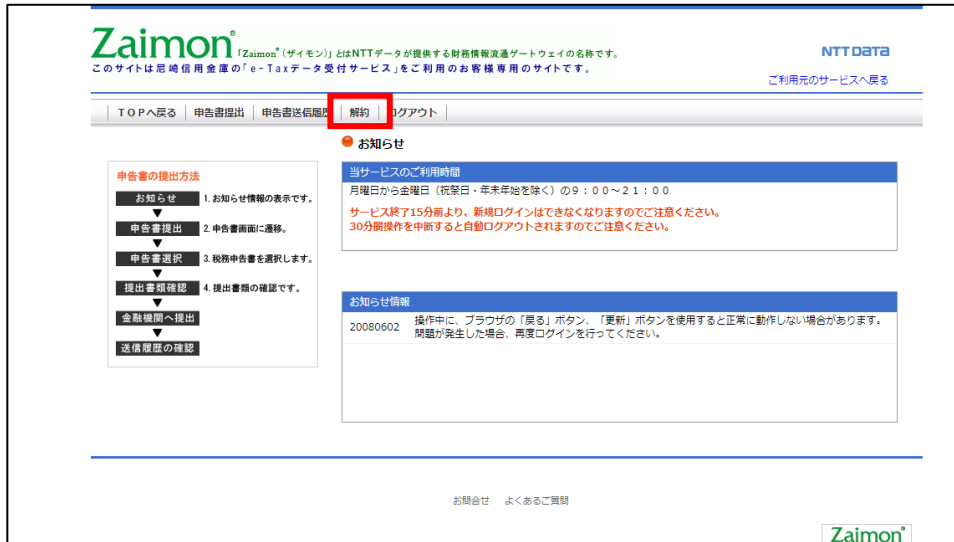 Zaimon®「Zaimon®(ザイモン)」とはNTTデータが提供する財務情報流通ゲートウェイの名称です。
NTT DATA
このサイトは尼崎信用金庫の「e-Taxデータ受付サービス」をご利用のお客様専用のサイトです。
ご利用元のサービスへ戻る
TOPへ戻る | 申告書提出 | 申告書送信履歴 | 解約 | ログアウト |
お知らせ
申告書の提出方法
お知らせ 1. お知らせ情報の表示です。
▼
申告書提出 2. 申告書画面に遷移。
▼
申告書選択 3. 税務申告書を選択します。
▼
提出書類確認 4. 提出書類の確認です。
▼
金融機関へ提出
▼
送信履歴の確認
当サービスのご利用時間
月曜日から金曜日(祝祭日・年末年始を除く)の9:00~21:00
サービス終了15分前より、新規ログインはできなくなりますのでご注意ください。
30分間操作を中断すると自動ログアウトされますのでご注意ください。
お知らせ情報
20080602 操作中に、ブラウザの「戻る」ボタン、「更新」ボタンを使用すると正常に動作しない場合があります。
問題が発生した場合、再度ログインを行ってください。
お問合せ よくあるご質問
Zaimon®